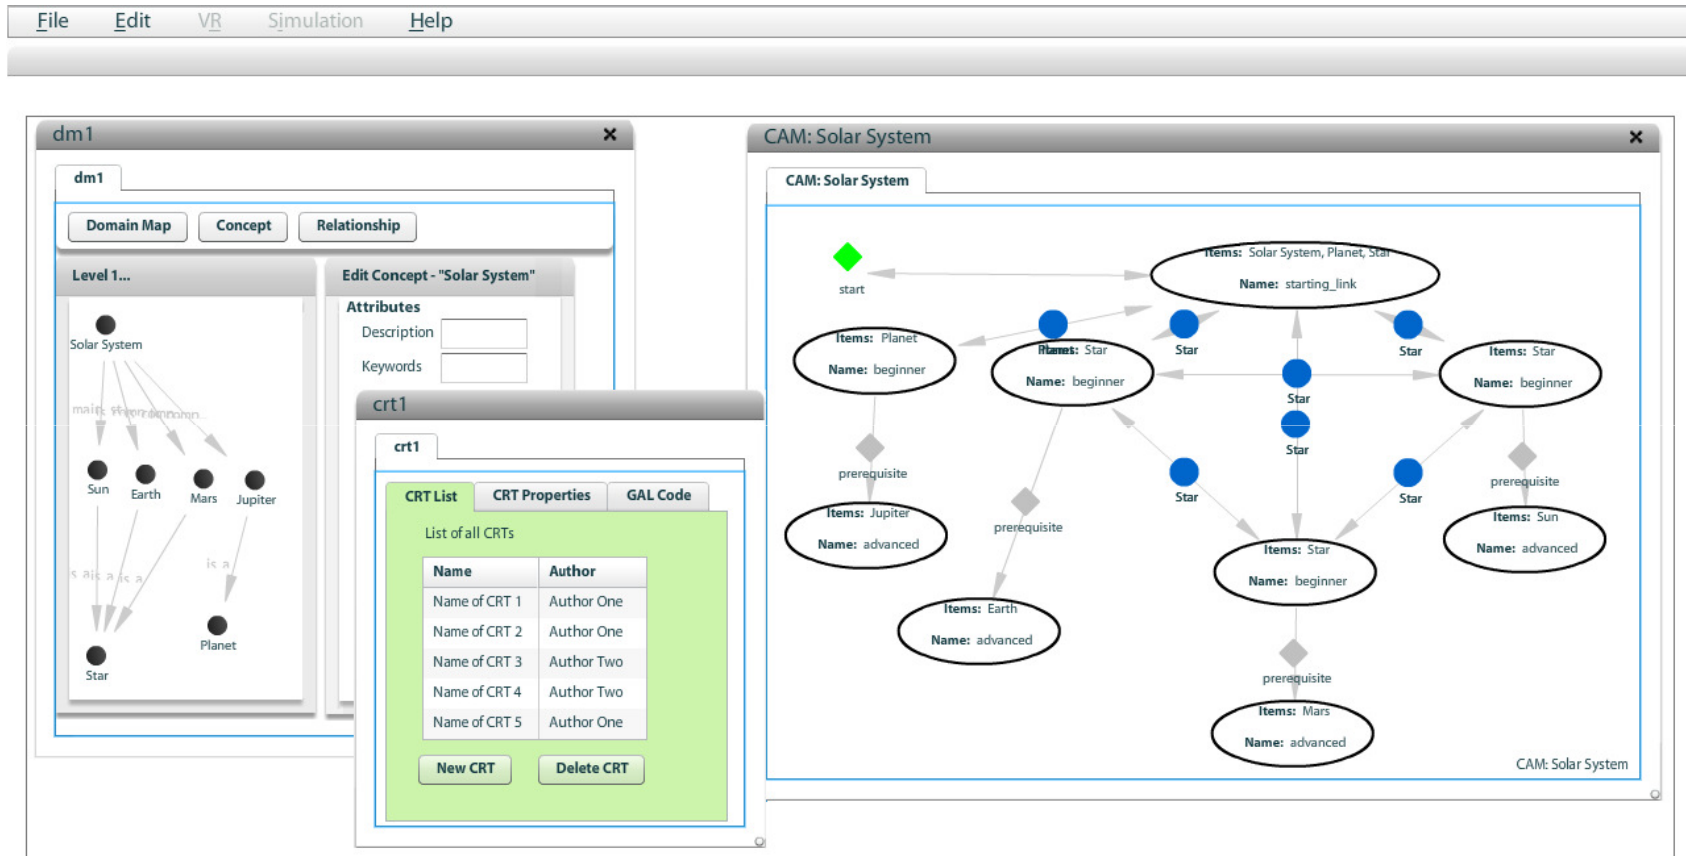 File Edit VR Simulation Help
dm1
dm1
Domain Map Concept Relationship
Level 1...
Solar System
Sun Earth Mars Jupiter
is a
Planet
Star
Edit Concept - "Solar System"
Attributes
Description
Keywords
crt1
crt1
CRT List CRT Properties GAL Code
List of all CRTs
Name Author
Name of CRT 1 Author One
Name of CRT 2 Author One
Name of CRT 3 Author Two
Name of CRT 4 Author Two
Name of CRT 5 Author One
New CRT Delete CRT
CAM: Solar System
CAM: Solar System
start
Items: Solar System, Planet, Star
Name: starting_link
Items: Planet
Name: beginner
Star
Name: beginner
Star
Star
Star
Star
Items: Star
Name: beginner
prerequisite
prerequisite
Star
Star
prerequisite
Items: Jupiter
Name: advanced
Items: Sun
Name: advanced
Items: Star
Name: beginner
Items: Earth
Name: advanced
prerequisite
Items: Mars
Name: advanced
CAM: Solar System